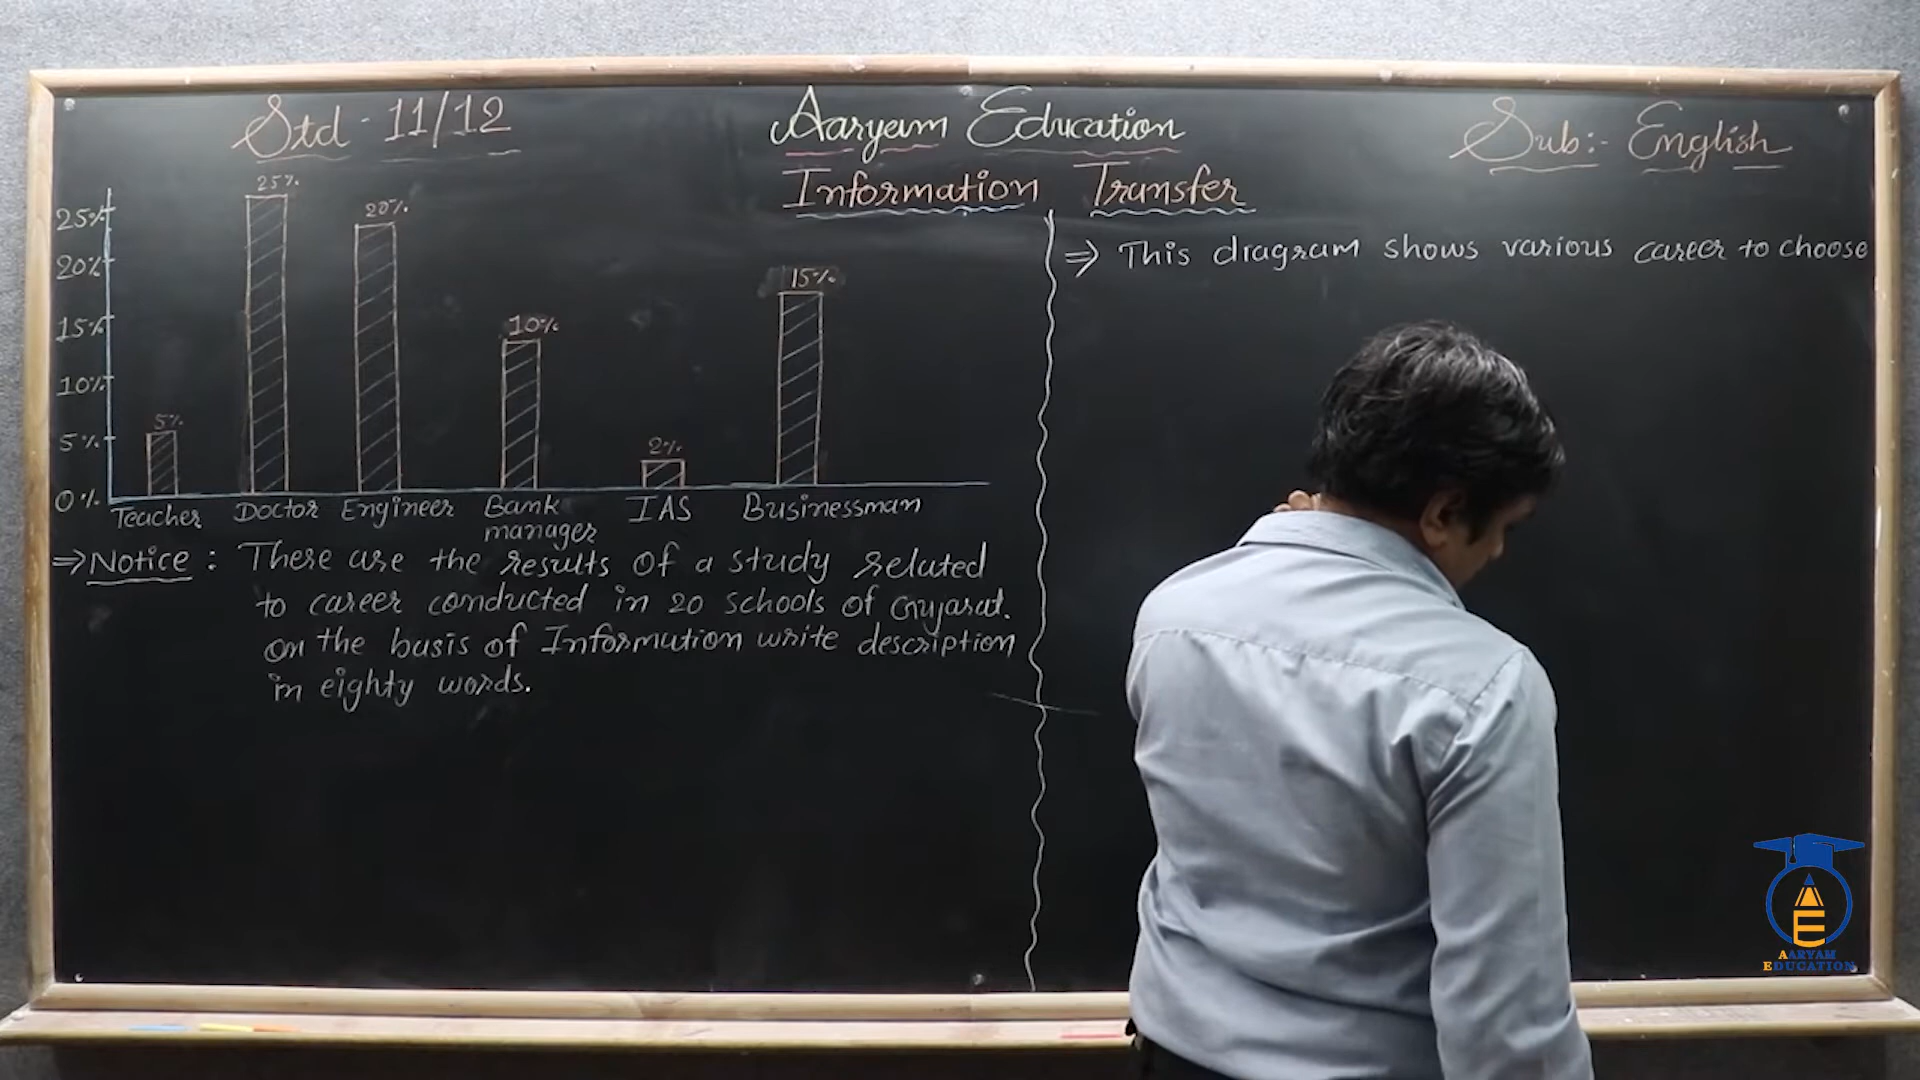 Std - 11/12
Aaryam Education
Sub:- English
Information Transfer
25%
20%
15%
10%
5%
0%
5%
25%
20%
10%
2%
15%
Teacher
Doctor
Engineer
Bank
manager
IAS
Businessman
⇒ Notice : There are the results of a study related
to career conducted in 20 schools of Gujarat.
on the basis of Information write description
in eighty words.
⇒ This diagram shows various career to choose
AARYAM
EDUCATION